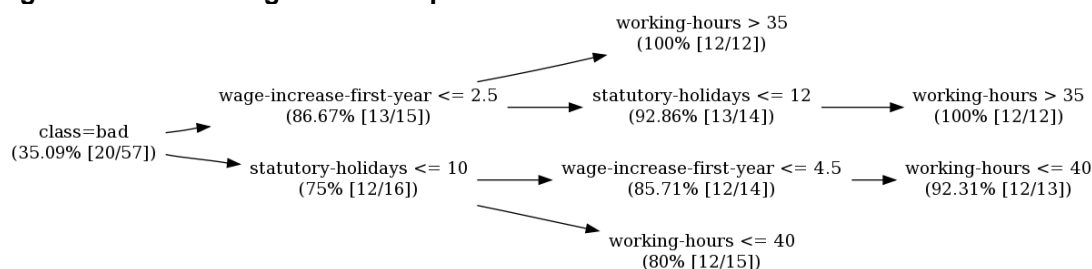 working-hours > 35
(100% [12/12])
wage-increase-first-year <= 2.5
(86.67% [13/15])
statutory-holidays <= 12
(92.86% [13/14])
working-hours > 35
(100% [12/12])
class=bad
(35.09% [20/57])
statutory-holidays <= 10
(75% [12/16])
wage-increase-first-year <= 4.5
(85.71% [12/14])
working-hours <= 40
(92.31% [12/13])
working-hours <= 40
(80% [12/15])